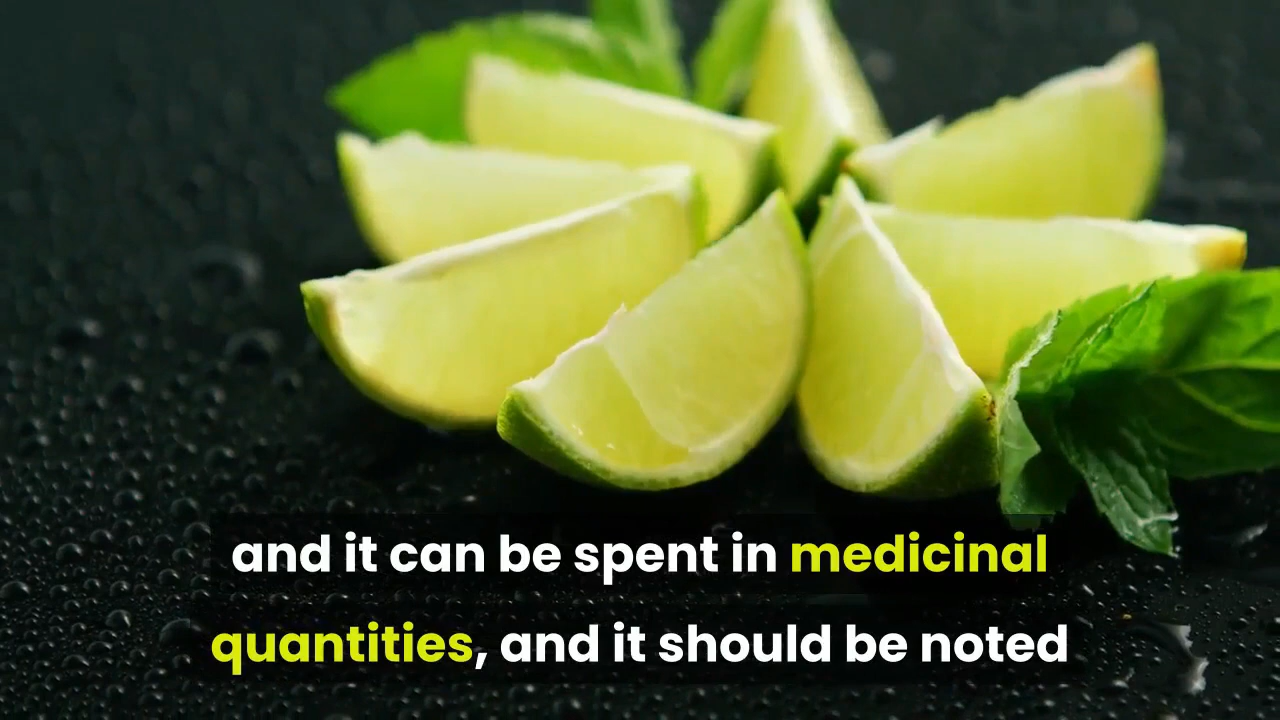 and it can be spent in medicinal
quantities, and it should be noted